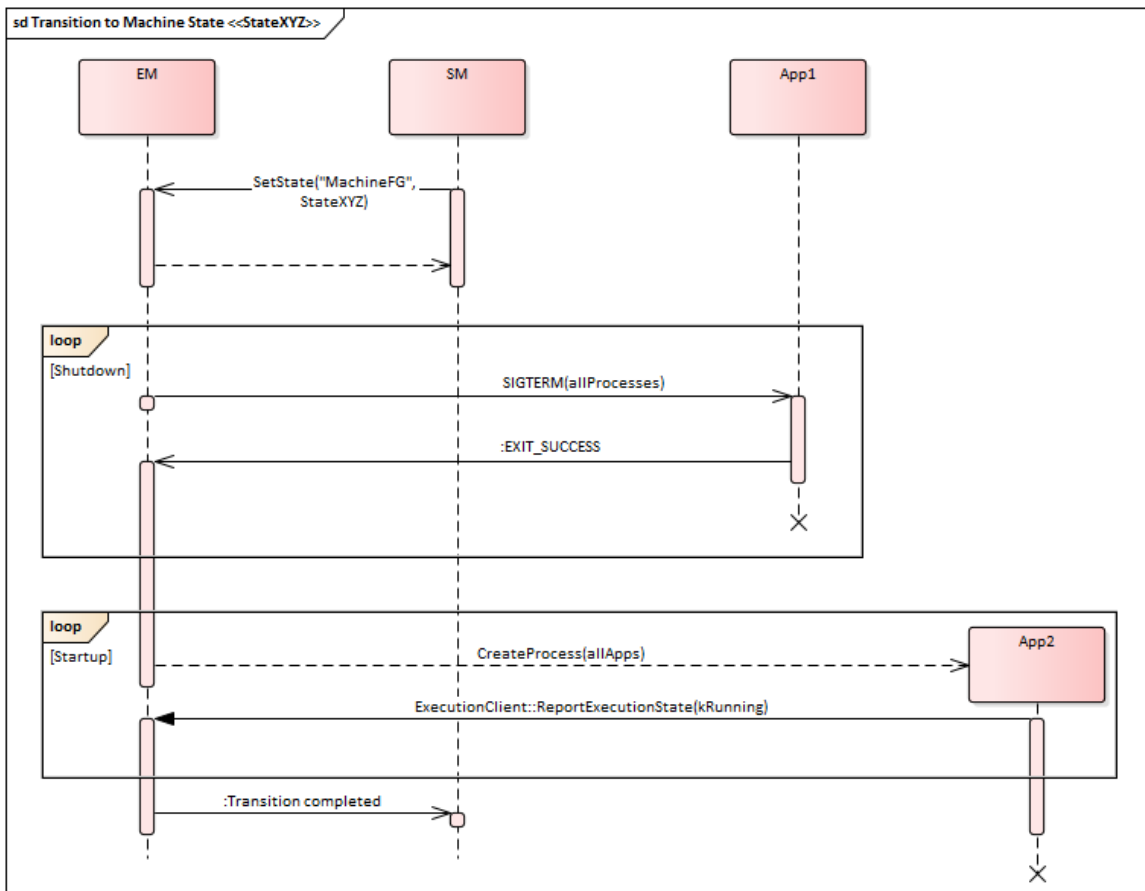 sd Transition to Machine State <<StateXYZ>>
EM
SM
App1
SetState("MachineFG",
StateXYZ)
loop
[Shutdown]
SIGTERM(allProcesses)
:EXIT_SUCCESS
loop
[Startup]
CreateProcess(allApps)
App2
ExecutionClient::ReportExecutionState(kRunning)
:Transition completed